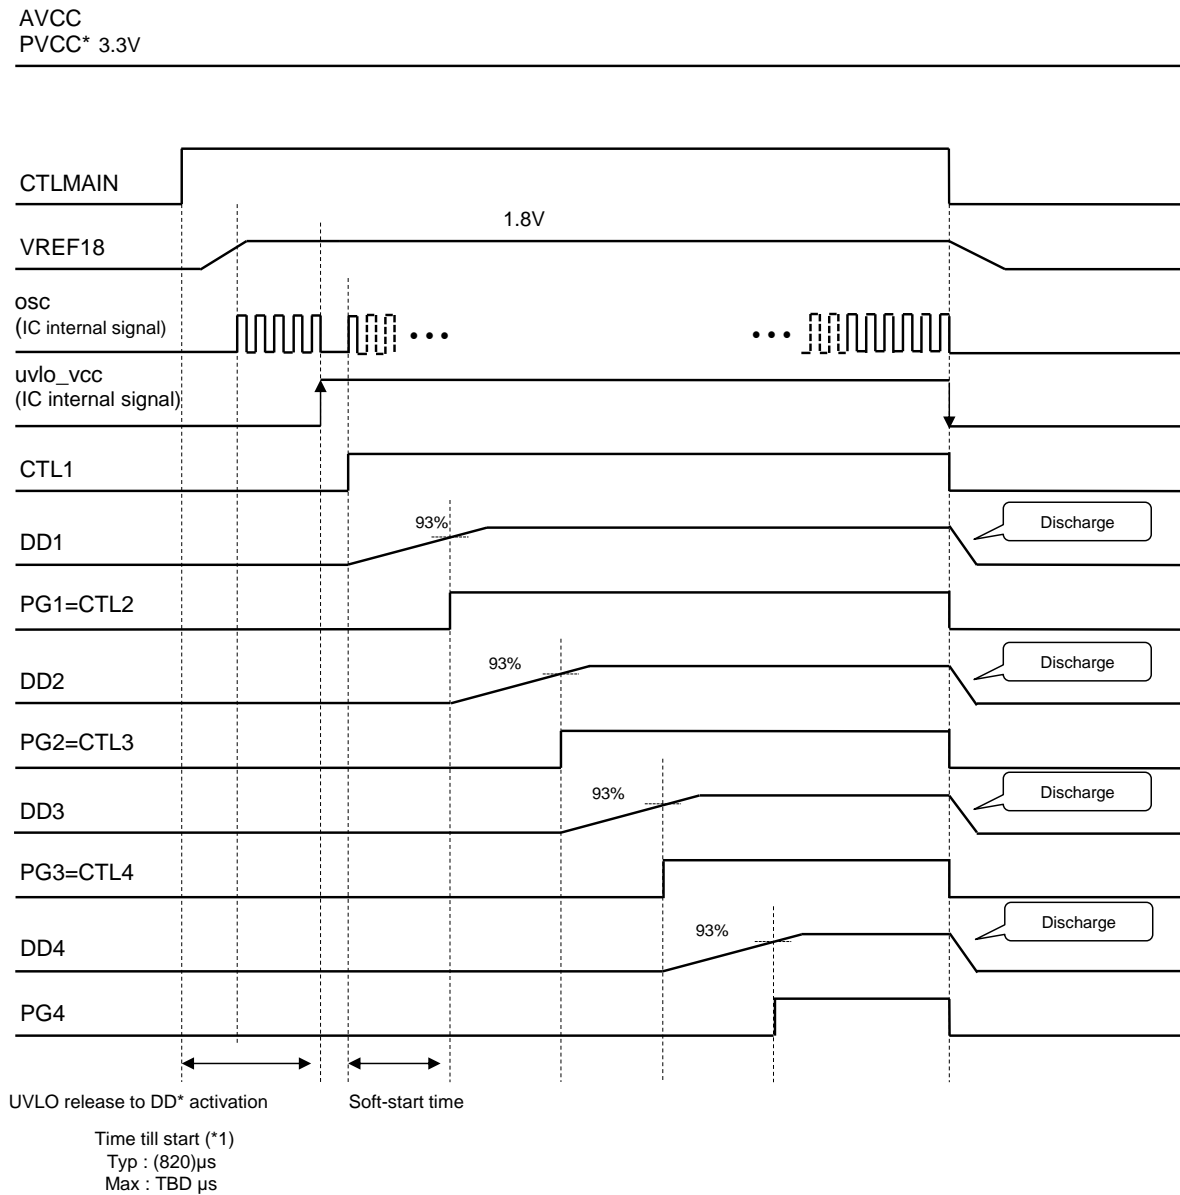 AVCC
PVCC* 3.3V
CTLMAIN
1.8V
VREF18
osc
(IC internal signal)
uvlo_vcc
(IC internal signal)
CTL1
93%
Discharge
DD1
PG1=CTL2
93%
Discharge
DD2
PG2=CTL3
93%
Discharge
DD3
PG3=CTL4
93%
Discharge
DD4
PG4
UVLO release to DD* activation
Soft-start time
Time till start (*1)
Typ : (820)µs
Max : TBD µs